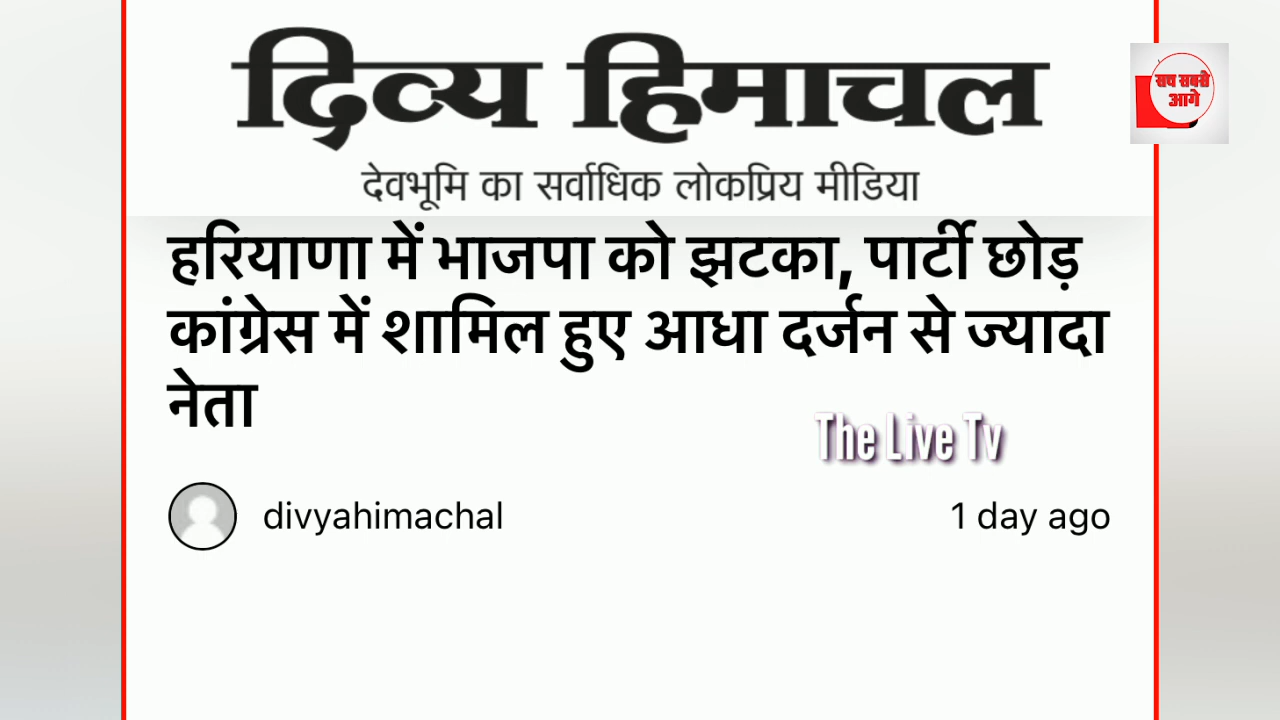 दिव्य हिमाचल
सच सबसे
आगे
देवभूमि का सर्वाधिक लोकप्रिय मीडिया
हरियाणा में भाजपा को झटका, पार्टी छोड़
कांग्रेस में शामिल हुए आधा दर्जन से ज्यादा
नेता
The Live Tv
divyahimachal
1 day ago